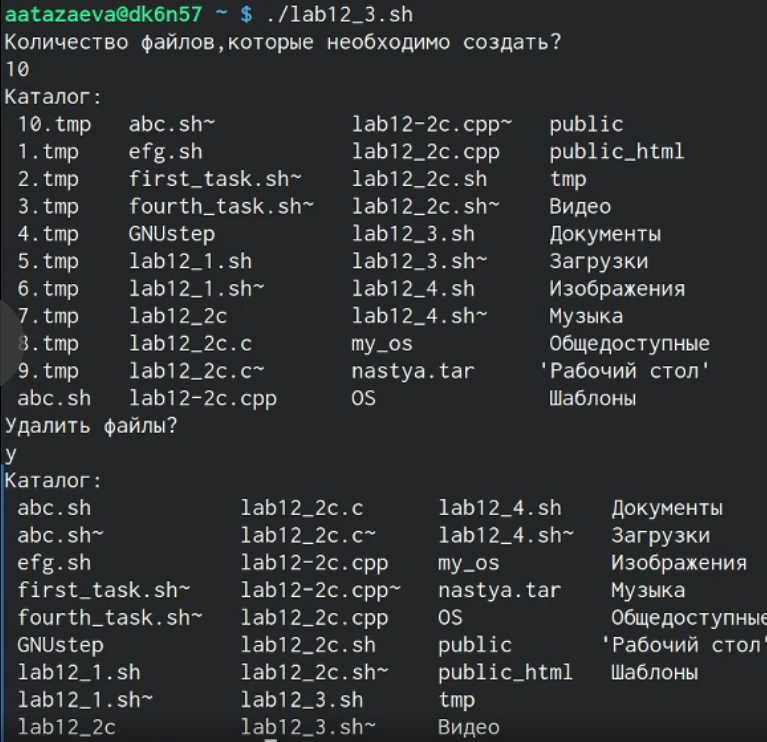 aatazaeva@dk6n57 ~ $ ./lab12_3.sh
Количество файлов,которые необходимо создать?
10
Каталог:
10.tmp abc.sh~ lab12-2c.cpp~ public
1.tmp efg.sh lab12_2c.cpp public_html
2.tmp first_task.sh~ lab12_2c.sh tmp
3.tmp fourth_task.sh~ lab12_2c.sh~ Видео
4.tmp GNUstep lab12_3.sh Документы
5.tmp lab12_1.sh lab12_3.sh~ Загрузки
6.tmp lab12_1.sh~ lab12_4.sh Изображения
7.tmp lab12_2c lab12_4.sh~ Музыка
8.tmp lab12_2c.c my_os Общедоступные
9.tmp lab12_2c.c~ nastya.tar 'Рабочий стол'
abc.sh lab12-2c.cpp OS Шаблоны
Удалить файлы?
y
Каталог:
abc.sh lab12_2c.c lab12_4.sh Документы
abc.sh~ lab12_2c.c~ lab12_4.sh~ Загрузки
efg.sh lab12-2c.cpp my_os Изображения
first_task.sh~ lab12-2c.cpp~ nastya.tar Музыка
fourth_task.sh~ lab12_2c.cpp OS Общедоступные
GNUstep lab12_2c.sh public 'Рабочий стол'
lab12_1.sh lab12_2c.sh~ public_html Шаблоны
lab12_1.sh~ lab12_3.sh tmp
lab12_2c lab12_3.sh~ Видео